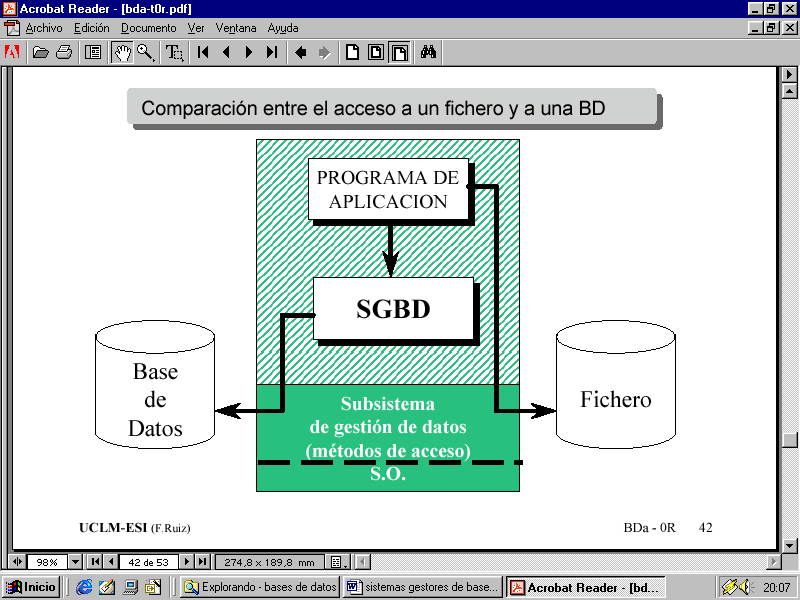 Acrobat Reader - [bda-t0r.pdf]
Archivo Edición Documento Ver Ventana Ayuda
Comparación entre el acceso a un fichero y a una BD
PROGRAMA DE
APLICACION
SGBD
Base
de
Datos
Fichero
Subsistema
de gestión de datos
(métodos de acceso)
S.O.
UCLM-ESI (F.Ruiz)
BDa - 0R 42
98% 42 de 53 274,8 x 189,8 mm
Inicio Explorando - bases de datos sistemas gestores de base... Acrobat Reader - [bd... 20:07